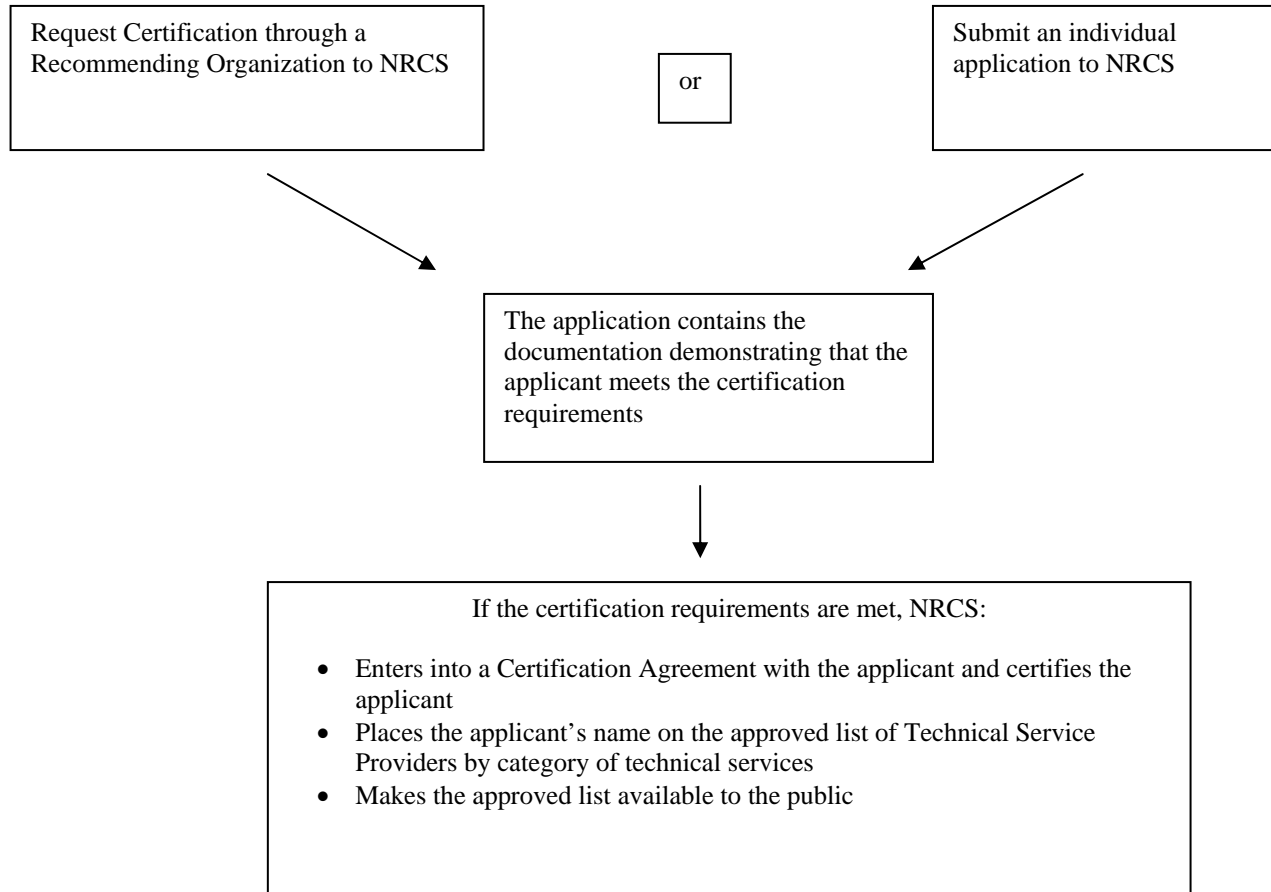 Request Certification through a
Recommending Organization to NRCS
or
Submit an individual
application to NRCS
The application contains the
documentation demonstrating that the
applicant meets the certification
requirements
If the certification requirements are met, NRCS:
• Enters into a Certification Agreement with the applicant and certifies the
applicant
• Places the applicant’s name on the approved list of Technical Service
Providers by category of technical services
• Makes the approved list available to the public